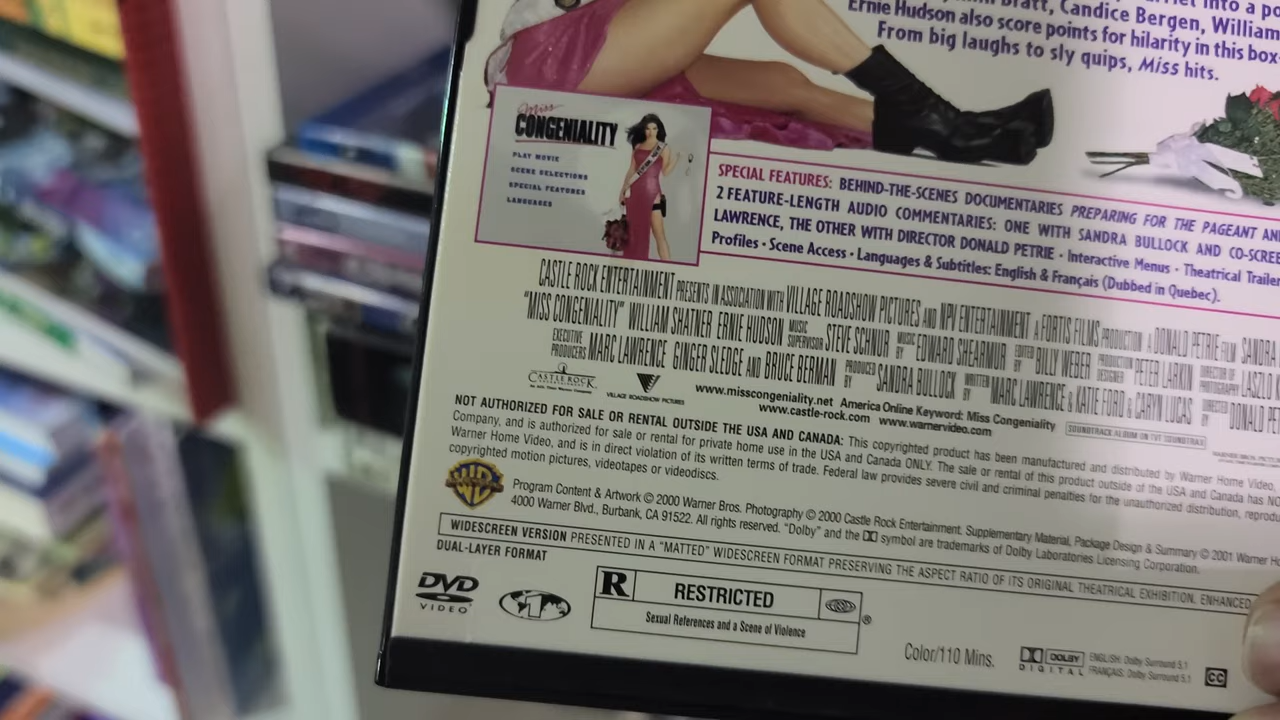 into a
Bratt, Candice Bergen, William
Ernie Hudson also score points for hilarity in this box-
From big laughs to sly quips, Miss hits.
Miss
CONGENIALITY
PLAY MOVIE
SCENE SELECTIONS
SPECIAL FEATURES
LANGUAGES
SPECIAL FEATURES: BEHIND-THE-SCENES DOCUMENTARIES PREPARING FOR THE PAGEANT
2 FEATURE-LENGTH AUDIO COMMENTARIES: ONE WITH SANDRA BULLOCK AND CO-SCREE
LAWRENCE, THE OTHER WITH DIRECTOR DONALD PETRIE • Interactive Menus • Theatrical Trailer
Profiles • Scene Access • Languages & Subtitles: English & Français (Dubbed in Quebec).
CASTLE ROCK ENTERTAINMENT PRESENTS IN ASSOCIATION WITH VILLAGE ROADSHOW PICTURES AND NPV ENTERTAINMENT A FORTIS FILMS PRODUCTION A DONALD PETRIE FILM SANDRA
"MISS CONGENIALITY" WILLIAM SHATNER ERNIE HUDSON MUSIC SUPERVISOR STEVE SCHNUR MUSIC BY EDWARD SHEARMUR EDITED BY BILLY WEBER PRODUCTION DESIGNER PETER LARKIN DIRECTOR OF PHOTOGRAPHY LASZLO
EXECUTIVE PRODUCERS MARC LAWRENCE GINGER SLEDGE AND BRUCE BERMAN PRODUCED BY SANDRA BULLOCK WRITTEN BY MARC LAWRENCE & KATIE FORD & CARYN LUCAS DIRECTED BY DONALD
CASTLE ROCK ENTERTAINMENT
VILLAGE ROADSHOW PICTURES
www.misscongeniality.net America Online Keyword: Miss Congeniality
www.castle-rock.com www.warnervideo.com
SOUNDTRACK ALBUM ON TVT SOUNDTRAX
NOT AUTHORIZED FOR SALE OR RENTAL OUTSIDE THE USA AND CANADA: This copyrighted product has been manufactured and distributed by Warner Home Video,
Company, and is authorized for sale or rental for private home use in the USA and Canada ONLY. The sale or rental of this product outside of the USA and Canada has NO
Warner Home Video, and is in direct violation of its written terms of trade. Federal law provides severe civil and criminal penalties for the unauthorized distribution, reprodu
copyrighted motion pictures, videotapes or videodiscs.
Program Content & Artwork © 2000 Warner Bros. Photography © 2000 Castle Rock Entertainment. Supplementary Material, Package Design & Summary © 2001 Warner Ho
4000 Warner Blvd., Burbank, CA 91522. All rights reserved. "Dolby" and the DD symbol are trademarks of Dolby Laboratories Licensing Corporation.
WIDESCREEN VERSION PRESENTED IN A "MATTED" WIDESCREEN FORMAT PRESERVING THE ASPECT RATIO OF ITS ORIGINAL THEATRICAL EXHIBITION. ENHANCED
DUAL-LAYER FORMAT
DVD
VIDEO
1
R RESTRICTED ®
Sexual References and a Scene of Violence
Color/110 Mins.
DOLBY
DIGITAL
ENGLISH: Dolby Surround 5.1
FRANÇAIS: Dolby Surround 5.1
CC